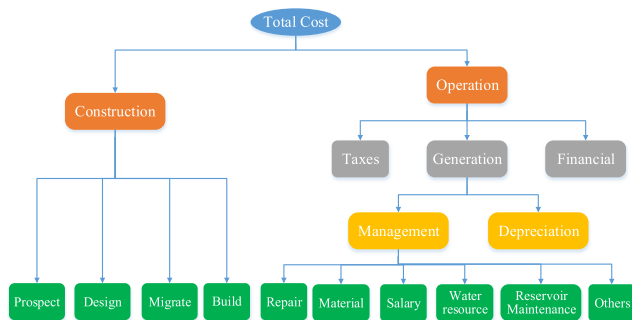 Total Cost
Construction
Operation
Taxes
Generation
Financial
Management
Depreciation
Prospect
Design
Migrate
Build
Repair
Material
Salary
Water
resource
Reservoir
Maintenance
Others